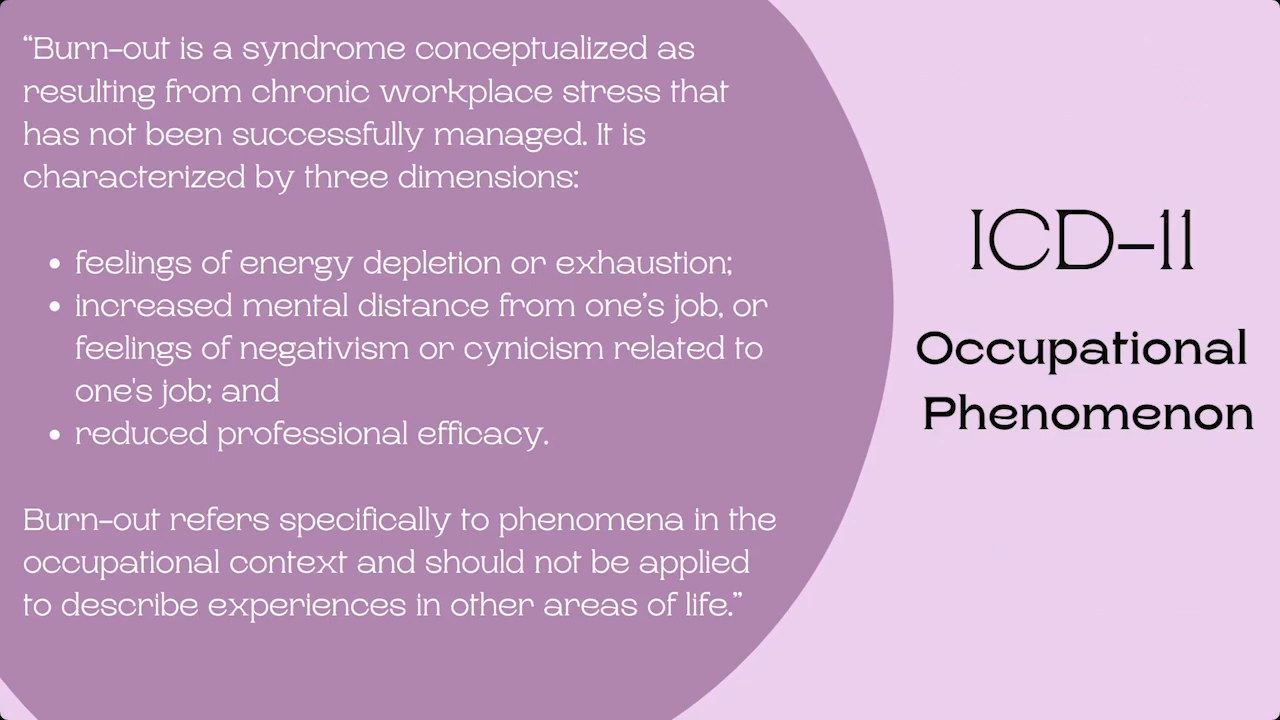 “Burn-out is a syndrome conceptualized as
resulting from chronic workplace stress that
has not been successfully managed. It is
characterized by three dimensions:
• feelings of energy depletion or exhaustion;
• increased mental distance from one’s job, or
feelings of negativism or cynicism related to
one's job; and
• reduced professional efficacy.
Burn-out refers specifically to phenomena in the
occupational context and should not be applied
to describe experiences in other areas of life.”
ICD-11
Occupational
Phenomenon